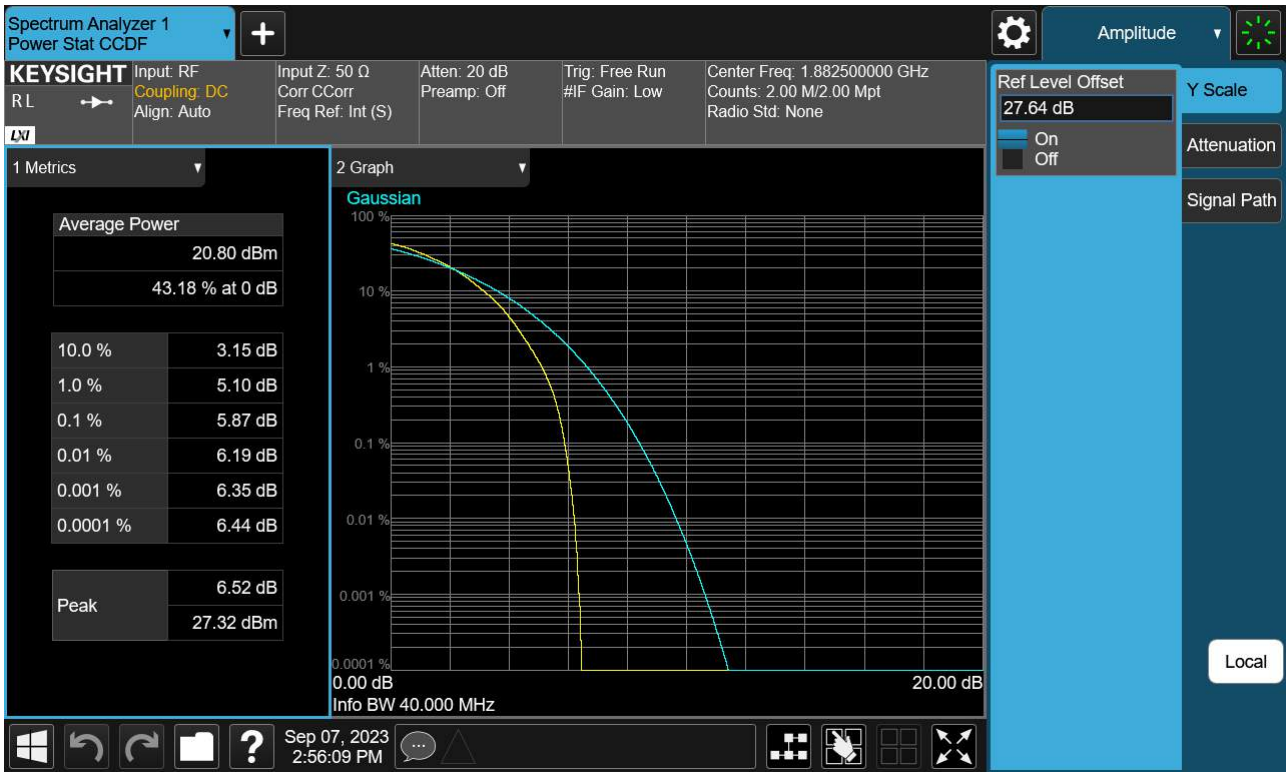 Spectrum Analyzer 1
Power Stat CCDF
+
Amplitude
KEYSIGHT
RL
LXI
Input: RF
Coupling: DC
Align: Auto
Input Z: 50 Ω
Corr CCorr
Freq Ref: Int (S)
Atten: 20 dB
Preamp: Off
Trig: Free Run
#IF Gain: Low
Center Freq: 1.882500000 GHz
Counts: 2.00 M/2.00 Mpt
Radio Std: None
Ref Level Offset
27.64 dB
On
Off
Y Scale
Attenuation
Signal Path
Local
1 Metrics
Average Power
20.80 dBm
43.18 % at 0 dB
10.0 % 3.15 dB
1.0 % 5.10 dB
0.1 % 5.87 dB
0.01 % 6.19 dB
0.001 % 6.35 dB
0.0001 % 6.44 dB
Peak 6.52 dB
27.32 dBm
2 Graph
Gaussian
100 %
10 %
1 %
0.1 %
0.01 %
0.001 %
0.0001 %
0.00 dB 20.00 dB
Info BW 40.000 MHz
?
Sep 07, 2023
2:56:09 PM